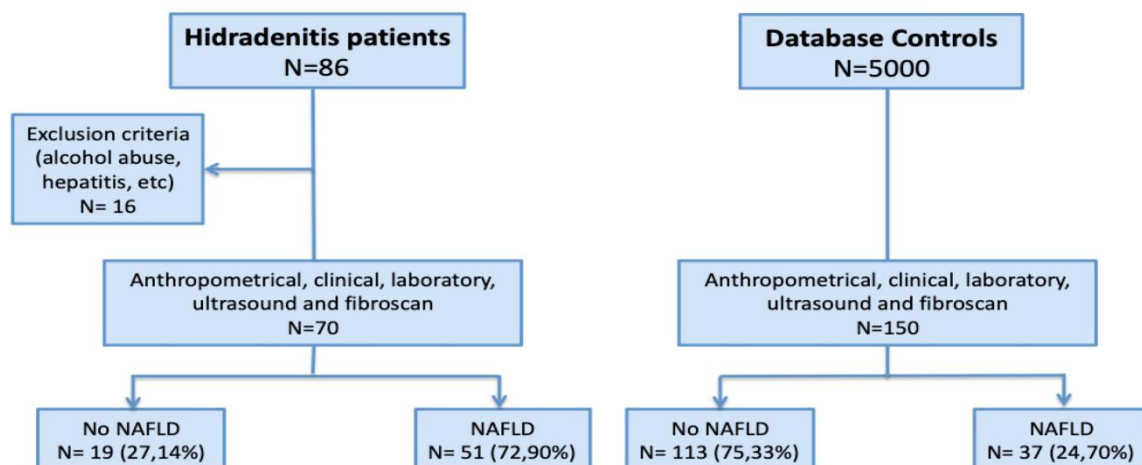 Hidradenitis patients
N=86
Exclusion criteria
(alcohol abuse,
hepatitis, etc)
N= 16
Anthropometrical, clinical, laboratory,
ultrasound and fibroscan
N=70
No NAFLD
N= 19 (27,14%)
NAFLD
N= 51 (72,90%)
Database Controls
N=5000
Anthropometrical, clinical, laboratory,
ultrasound and fibroscan
N=150
No NAFLD
N= 113 (75,33%)
NAFLD
N= 37 (24,70%)